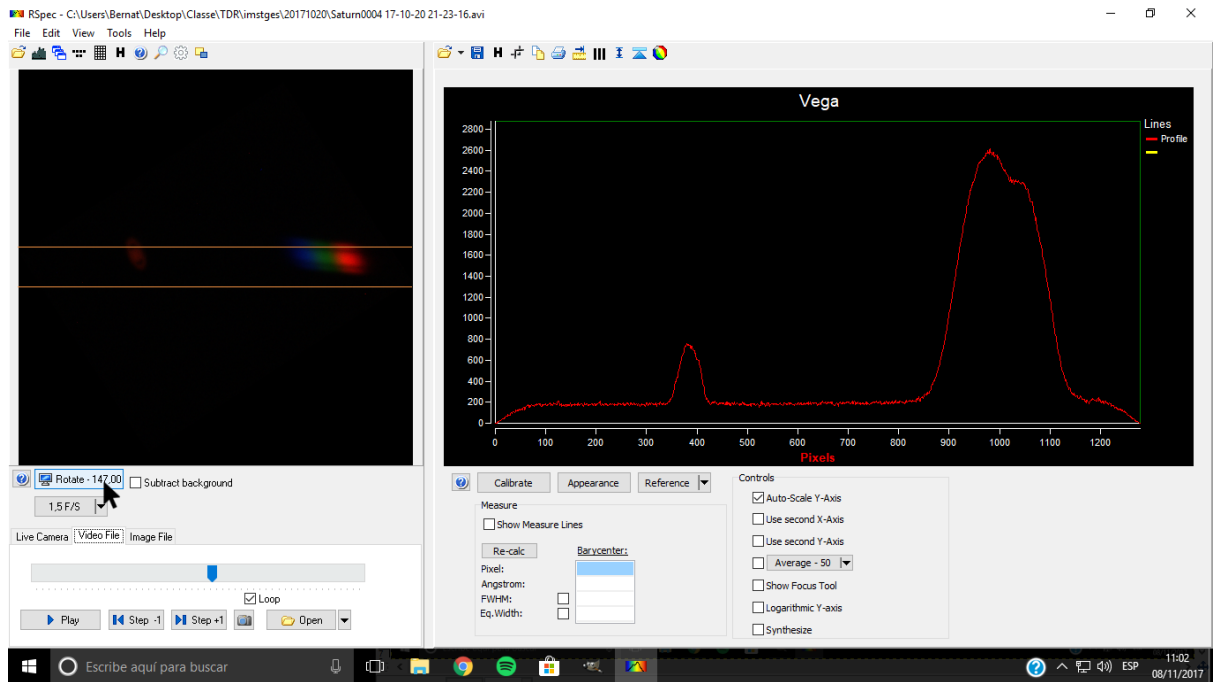 RSpec - C:\Users\Bernat\Desktop\Classe\TDR\imstges\20171020\Saturn0004 17-10-20 21-23-16.avi
File Edit View Tools Help
Vega
Lines
Profile
2800
2600
2400
2200
2000
1800
1600
1400
1200
1000
800
600
400
200
0
0 100 200 300 400 500 600 700 800 900 1000 1100 1200
Pixels
Rotate - 147,00 Subtract background
1,5 F/S
Live Camera Video File Image File
Loop
Play Step -1 Step +1 Open
Calibrate Appearance Reference
Measure
Show Measure Lines
Re-calc Barycenter:
Pixel:
Angstrom:
FWHM:
Eq.Width:
Controls
Auto-Scale Y-Axis
Use second X-Axis
Use second Y-Axis
Average - 50
Show Focus Tool
Logarithmic Y-axis
Synthesize
Escribe aquí para buscar
ESP
11:02
08/11/2017